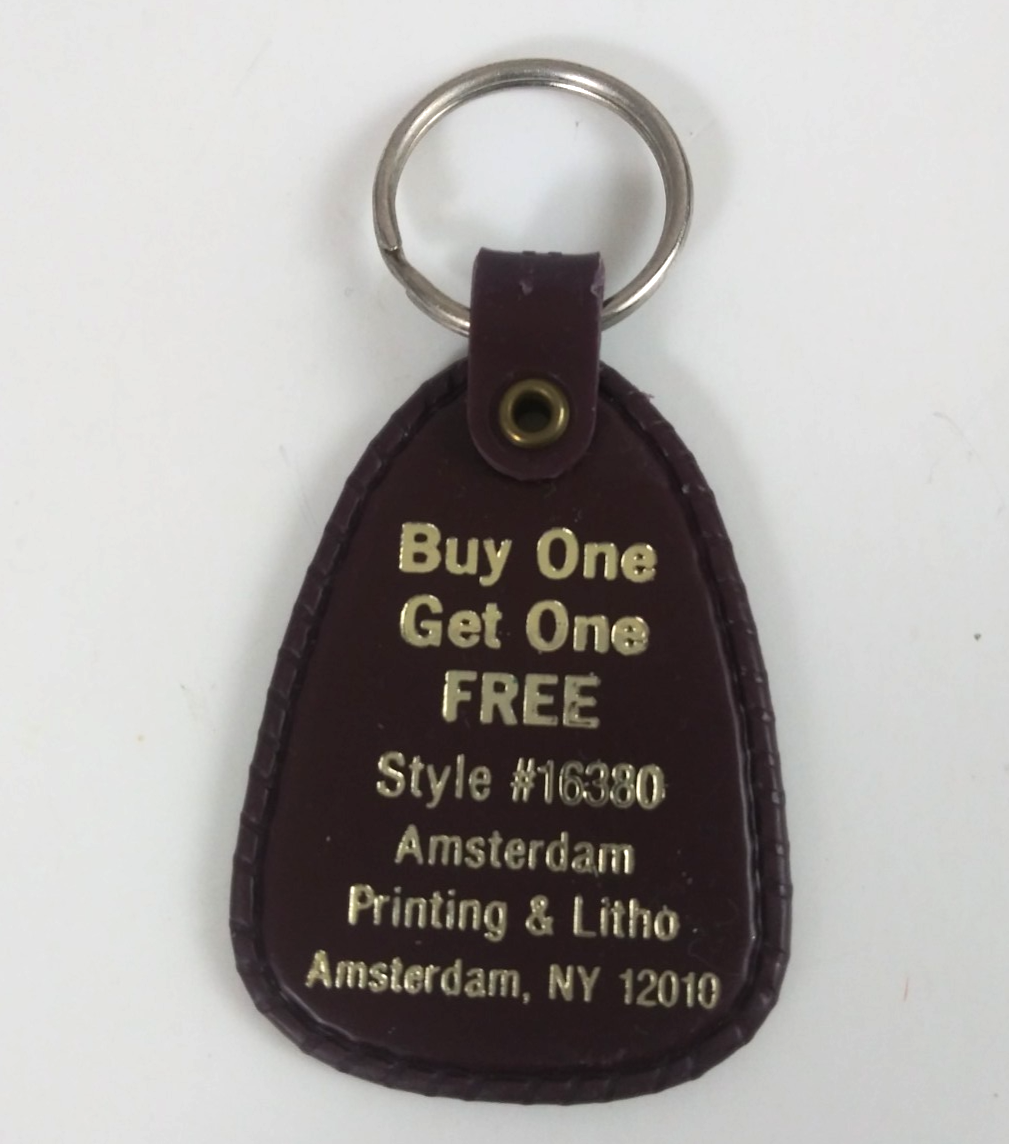 Buy One
Get One
FREE
Style #16380
Amsterdam
Printing & Litho
Amsterdam, NY 12010